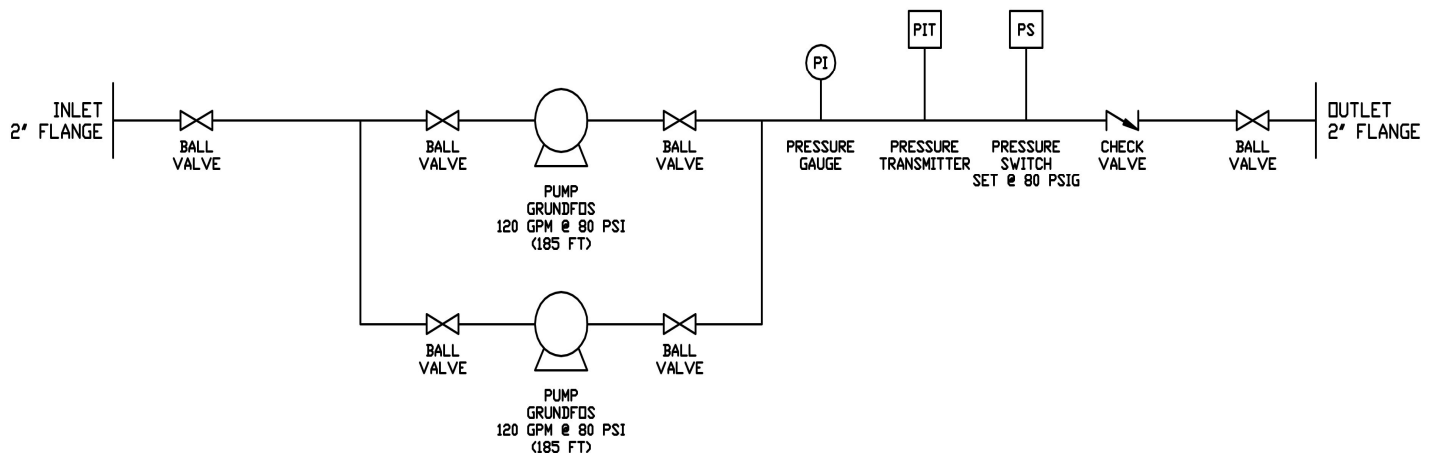 INLET
2" FLANGE
BALL
VALVE
BALL
VALVE
PUMP
GRUNDFOS
120 GPM @ 80 PSI
(185 FT)
BALL
VALVE
PI
PRESSURE
GAUGE
PIT
PRESSURE
TRANSMITTER
PS
PRESSURE
SWITCH
SET @ 80 PSIG
CHECK
VALVE
BALL
VALVE
OUTLET
2" FLANGE
BALL
VALVE
PUMP
GRUNDFOS
120 GPM @ 80 PSI
(185 FT)
BALL
VALVE